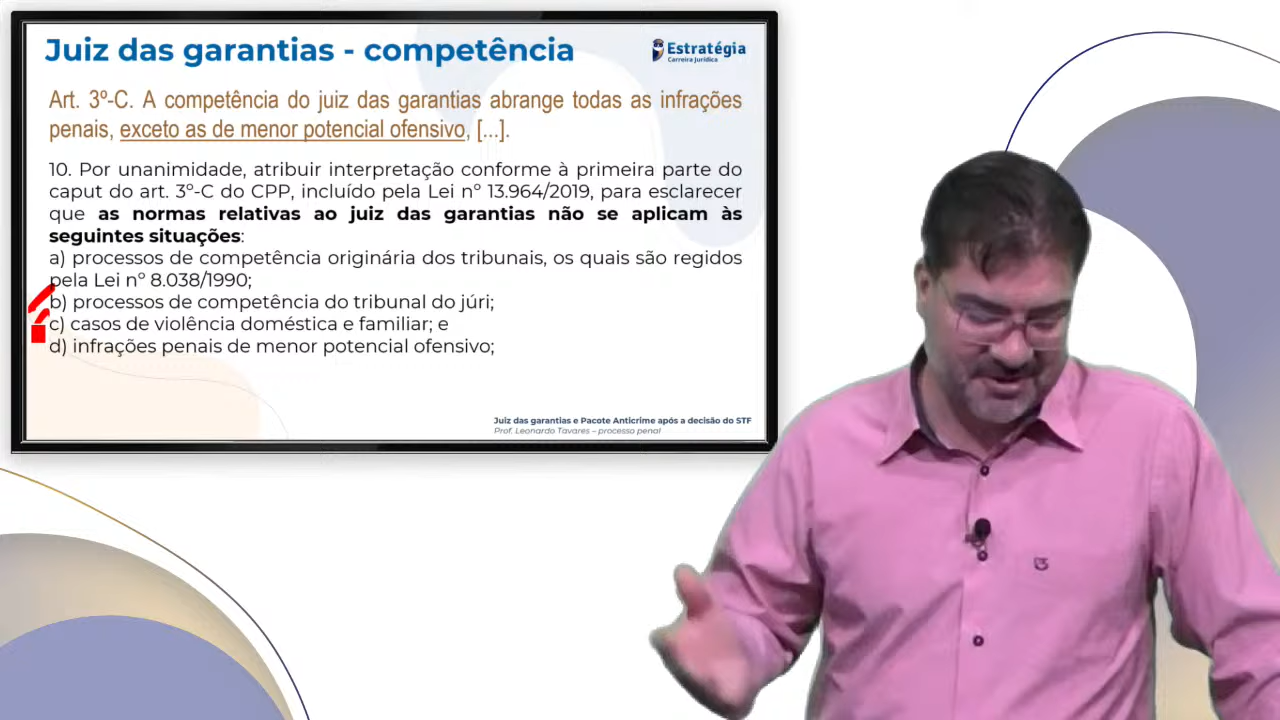 Juiz das garantias - competência
Estratégia
Carreira Jurídica
Art. 3º-C. A competência do juiz das garantias abrange todas as infrações
penais, exceto as de menor potencial ofensivo, [...].
10. Por unanimidade, atribuir interpretação conforme à primeira parte do
caput do art. 3º-C do CPP, incluído pela Lei nº 13.964/2019, para esclarecer
que as normas relativas ao juiz das garantias não se aplicam às
seguintes situações:
a) processos de competência originária dos tribunais, os quais são regidos
pela Lei nº 8.038/1990;
b) processos de competência do tribunal do júri;
c) casos de violência doméstica e familiar; e
d) infrações penais de menor potencial ofensivo;
Juiz das garantias e Pacote Anticrime após a decisão do STF
Prof. Leonardo Tavares – processo penal